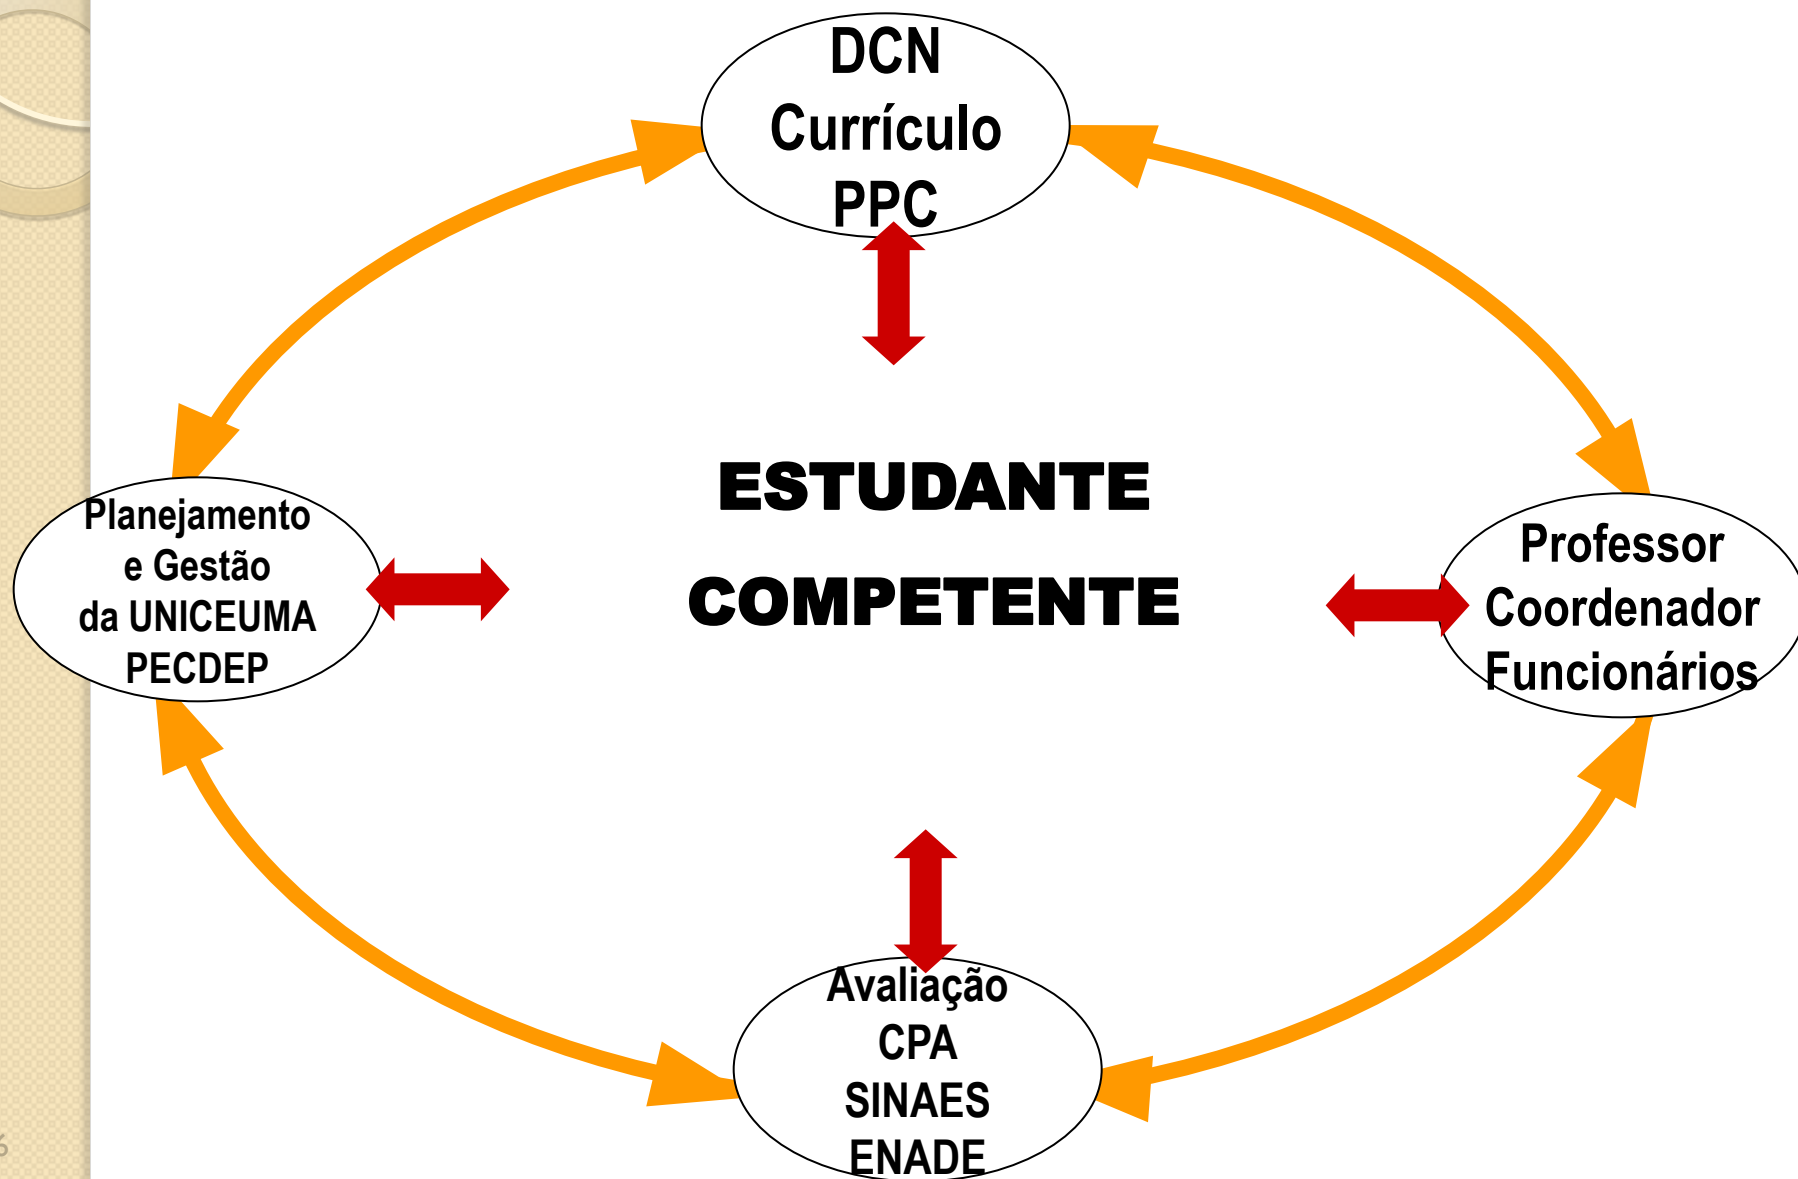 DCN
Currículo
PPC
ESTUDANTE
COMPETENTE
Planejamento
e Gestão
da UNICEUMA
PECDEP
Professor
Coordenador
Funcionários
Avaliação
CPA
SINAES
ENADE